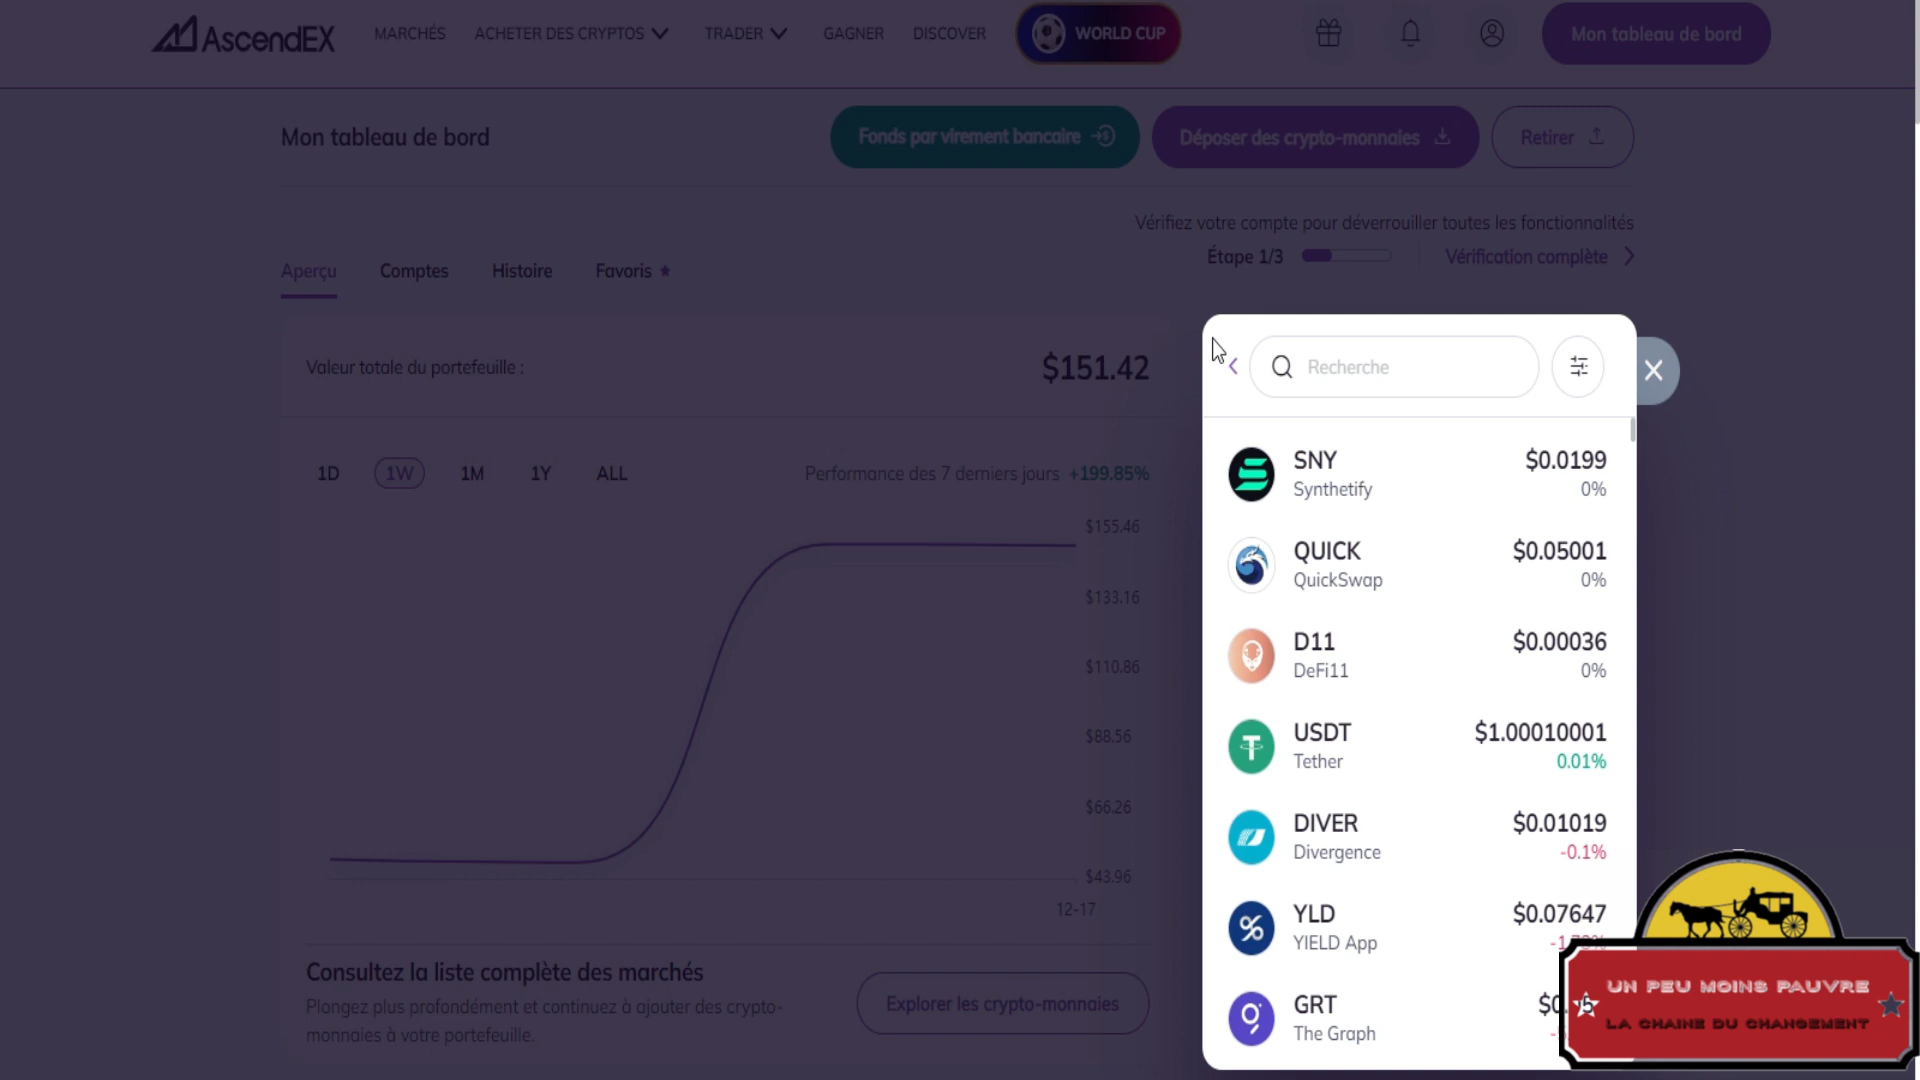 AscendEX MARCHÉS ACHETER DES CRYPTOS TRADER GAGNER DISCOVER WORLD CUP Mon tableau de bord
Mon tableau de bord
Fonds par virement bancaire
Déposer des crypto-monnaies
Retirer
Vérifiez votre compte pour déverrouiller toutes les fonctionnalités
Étape 1/3 Vérification complète
Aperçu Comptes Histoire Favoris
Valeur totale du portefeuille : $151.42
1D 1W 1M 1Y ALL
Performance des 7 derniers jours +199.85%
$155.46
$133.16
$110.86
$88.56
$66.26
$43.96
12-17
Consultez la liste complète des marchés
Plongez plus profondément et continuez à ajouter des crypto-
monnaies à votre portefeuille.
Explorer les crypto-monnaies
Recherche
SNY $0.0199
Synthetify 0%
QUICK $0.05001
QuickSwap 0%
D11 $0.00036
DeFi11 0%
USDT $1.00010001
Tether 0.01%
DIVER $0.01019
Divergence -0.1%
YLD $0.07647
YIELD App
GRT
The Graph
UN PEU MOINS PAUVRE
LA CHAINE DU CHANGEMENT